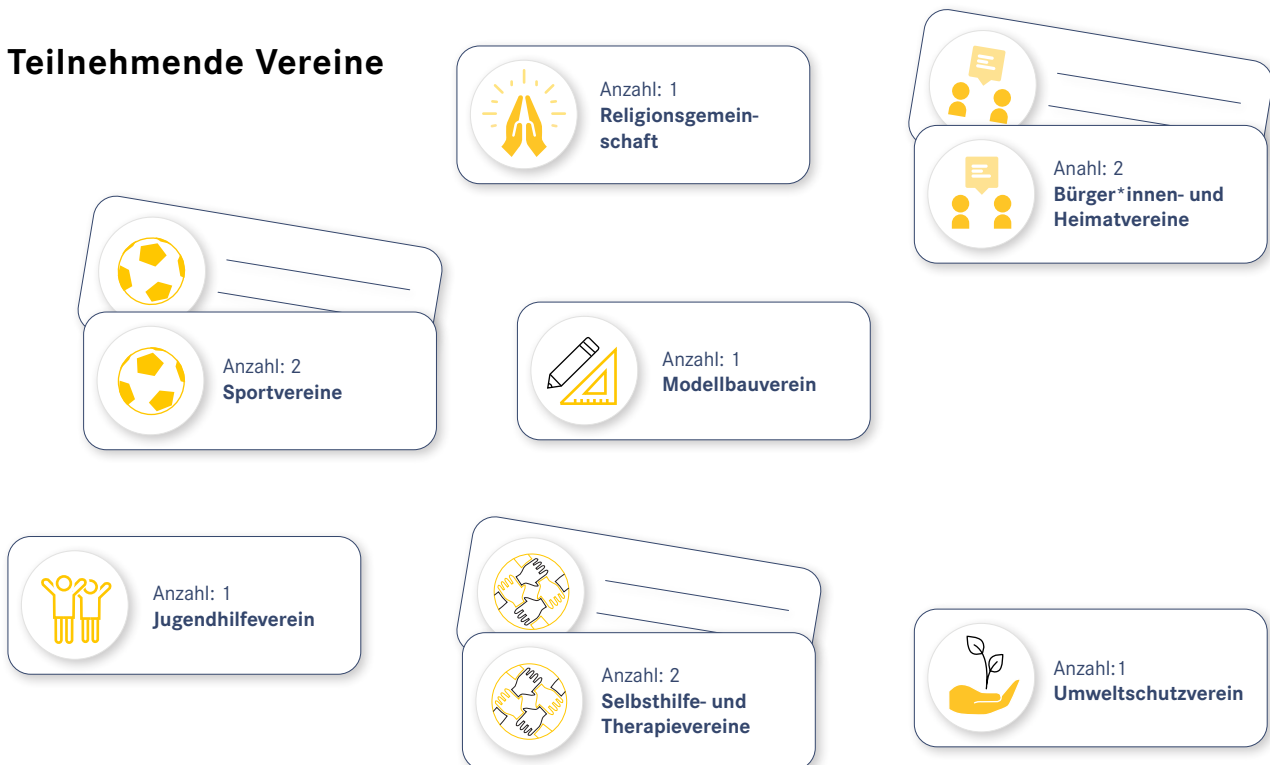 Teilnehmende Vereine
Anzahl: 1
Religionsgemein-
schaft
Anahl: 2
Bürger*innen- und
Heimatvereine
Anzahl: 2
Sportvereine
Anzahl: 1
Modellbauverein
Anzahl: 1
Jugendhilfeverein
Anzahl: 2
Selbsthilfe- und
Therapievereine
Anzahl:1
Umweltschutzverein